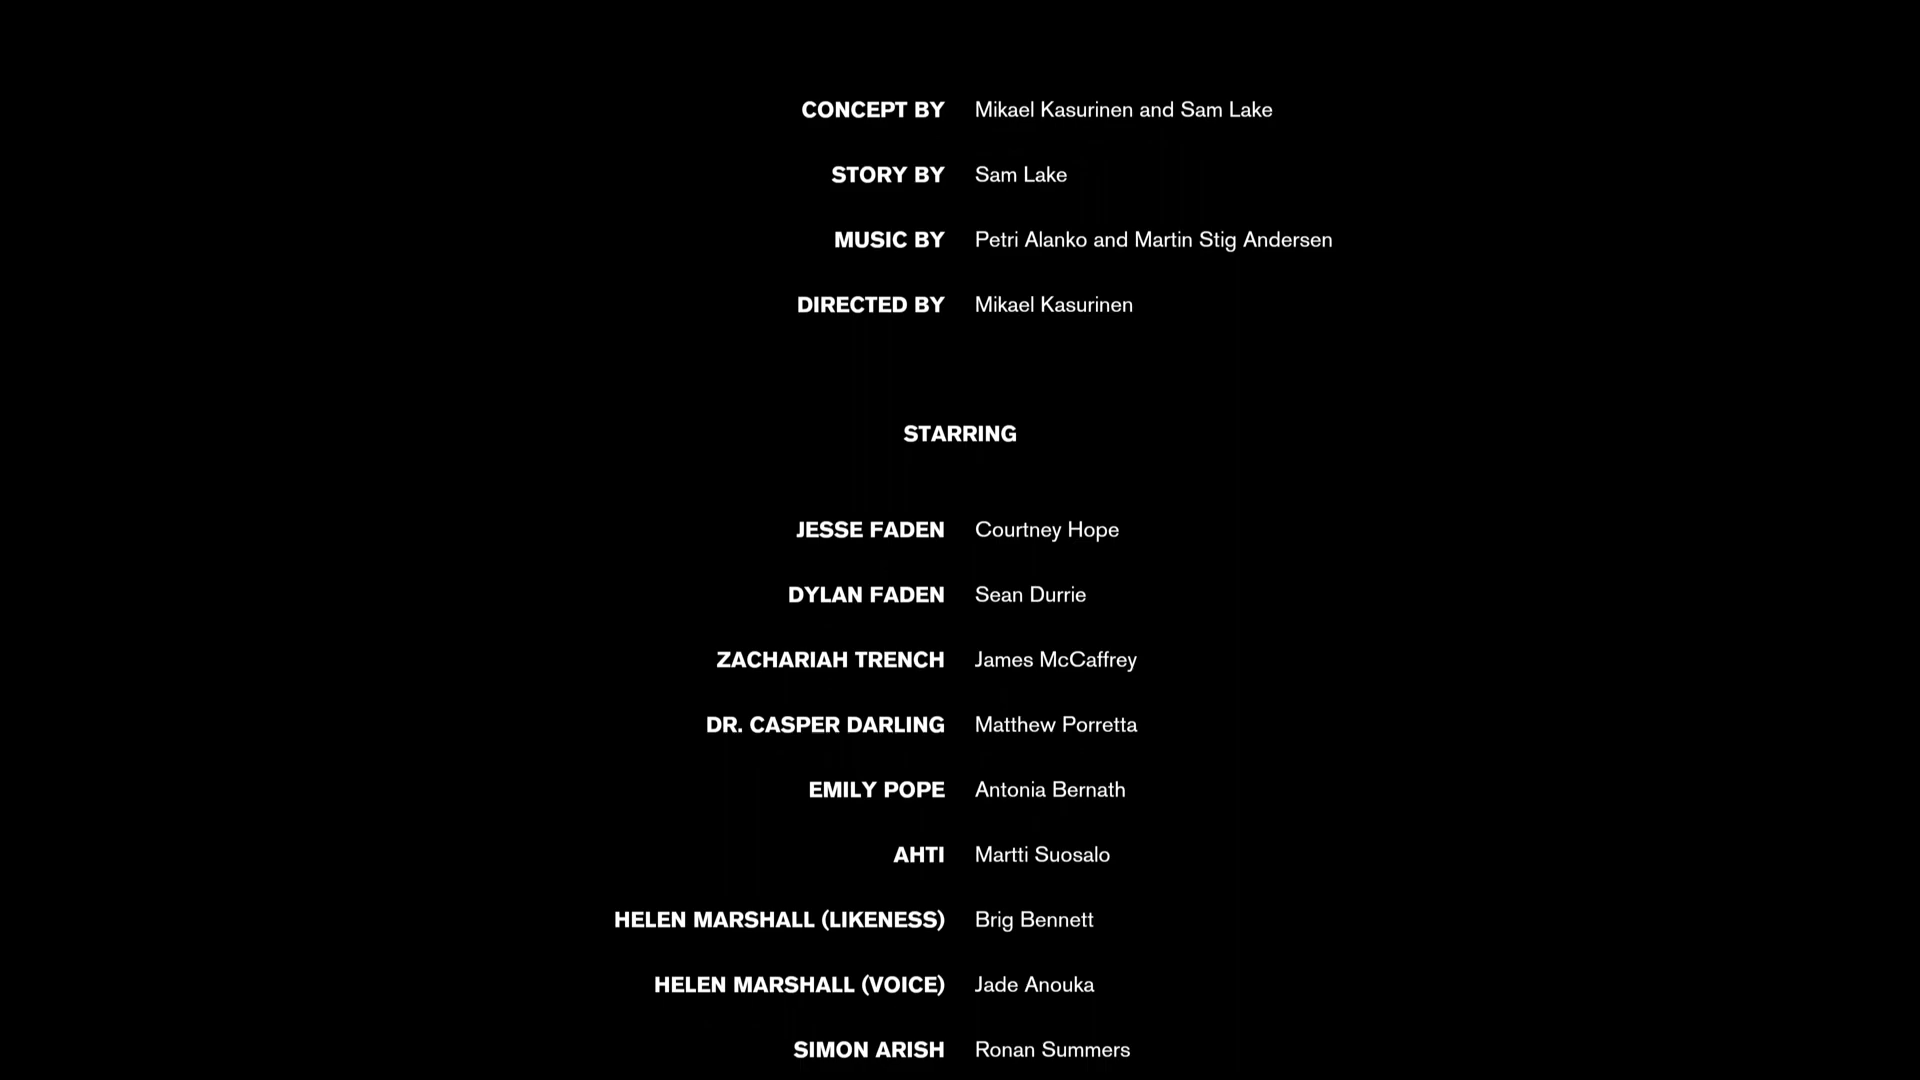 CONCEPT BY Mikael Kasurinen and Sam Lake
STORY BY Sam Lake
MUSIC BY Petri Alanko and Martin Stig Andersen
DIRECTED BY Mikael Kasurinen
STARRING
JESSE FADEN Courtney Hope
DYLAN FADEN Sean Durrie
ZACHARIAH TRENCH James McCaffrey
DR. CASPER DARLING Matthew Porretta
EMILY POPE Antonia Bernath
AHTI Martti Suosalo
HELEN MARSHALL (LIKENESS) Brig Bennett
HELEN MARSHALL (VOICE) Jade Anouka
SIMON ARISH Ronan Summers